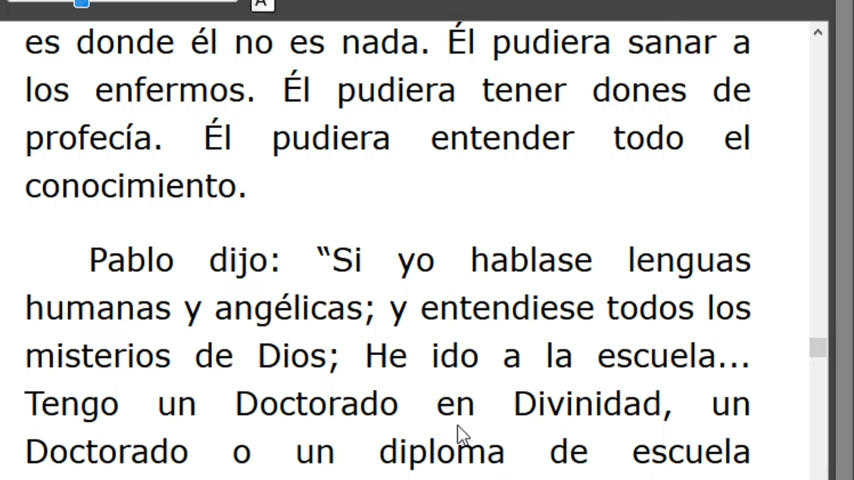 A
es donde él no es nada. Él pudiera sanar a
los enfermos. Él pudiera tener dones de
profecía. Él pudiera entender todo el
conocimiento.
Pablo dijo: “Si yo hablase lenguas
humanas y angélicas; y entendiese todos los
misterios de Dios; He ido a la escuela...
Tengo un Doctorado en Divinidad, un
Doctorado o un diploma de escuela